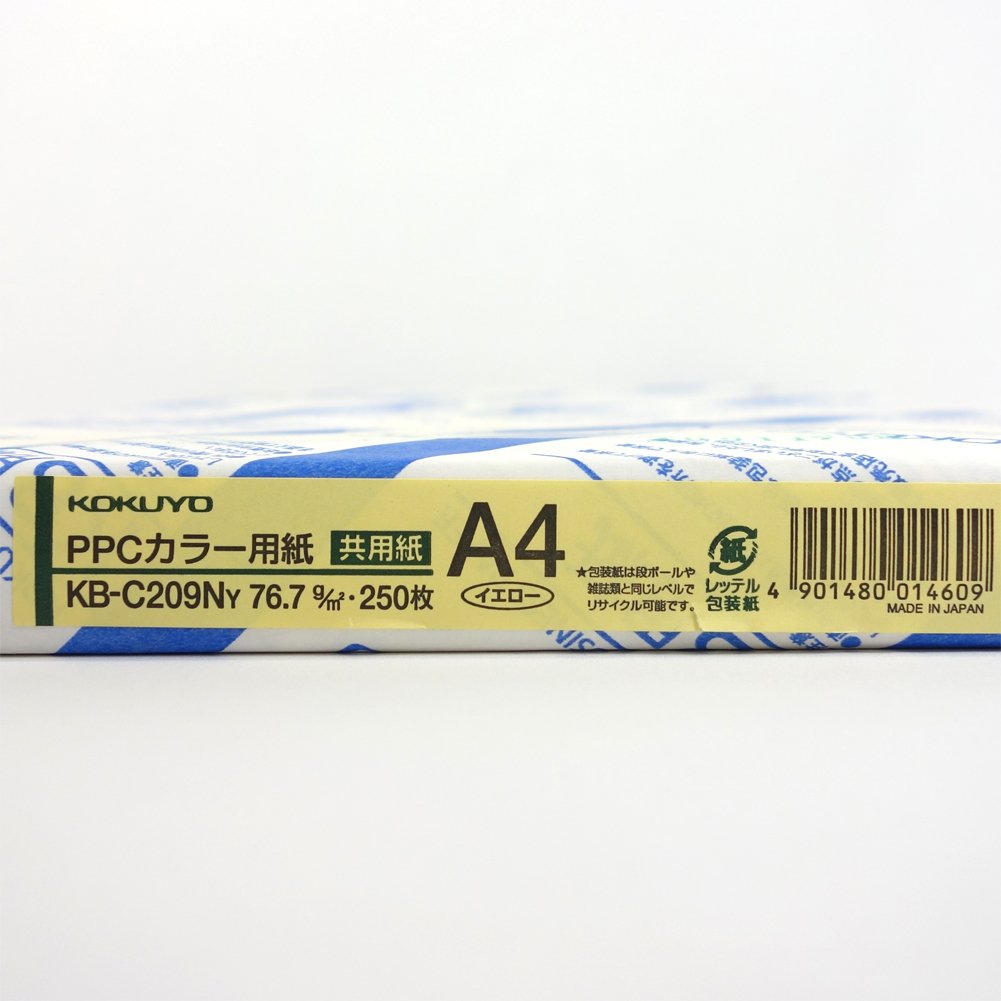 KOKUYO
PPCカラー用紙 共用紙
A4
KB-C209NY 76.7 g/㎡・250枚
イエロー
★包装紙は段ボールや
雑誌類と同じレベルで
リサイクル可能です。
紙
レッテル
包装紙
4 901480 014609
MADE IN JAPAN